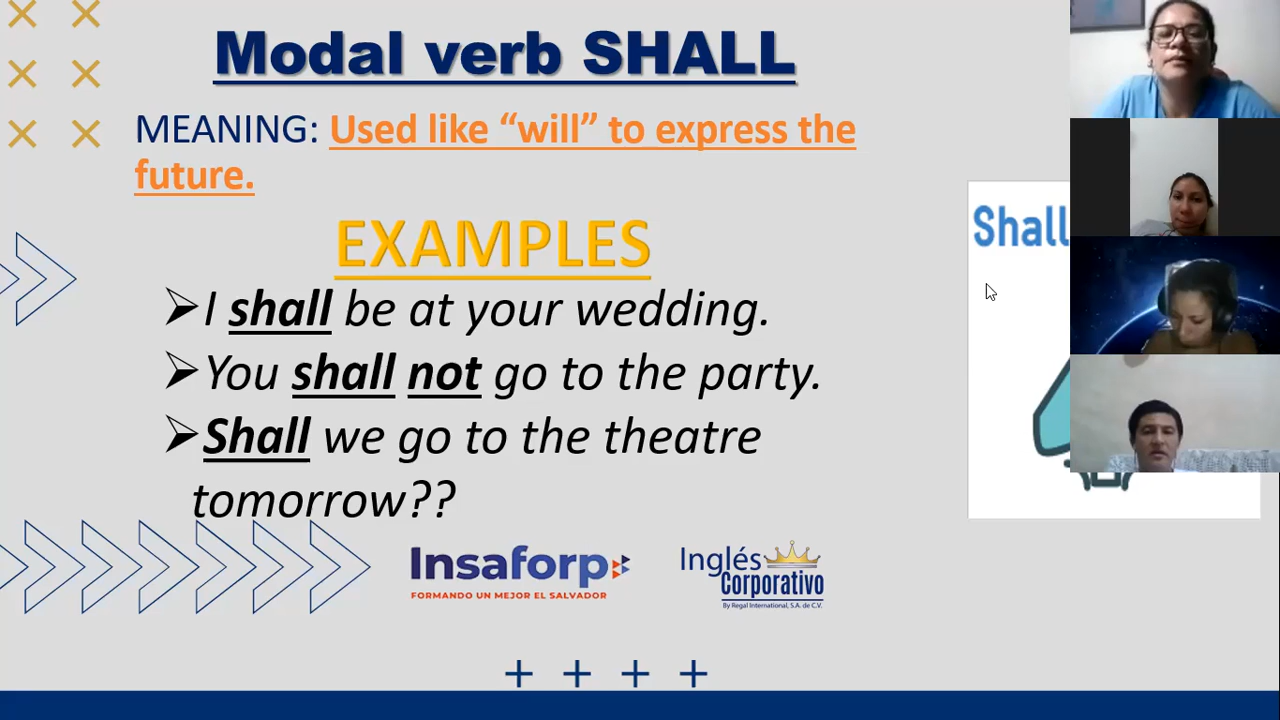 Modal verb SHALL
MEANING: Used like “will” to express the
future.
EXAMPLES
I shall be at your wedding.
You shall not go to the party.
Shall we go to the theatre
tomorrow??
Shall
Insaforp
FORMANDO UN MEJOR EL SALVADOR
Inglés
Corporativo
By Regal International, S.A. de C.V.